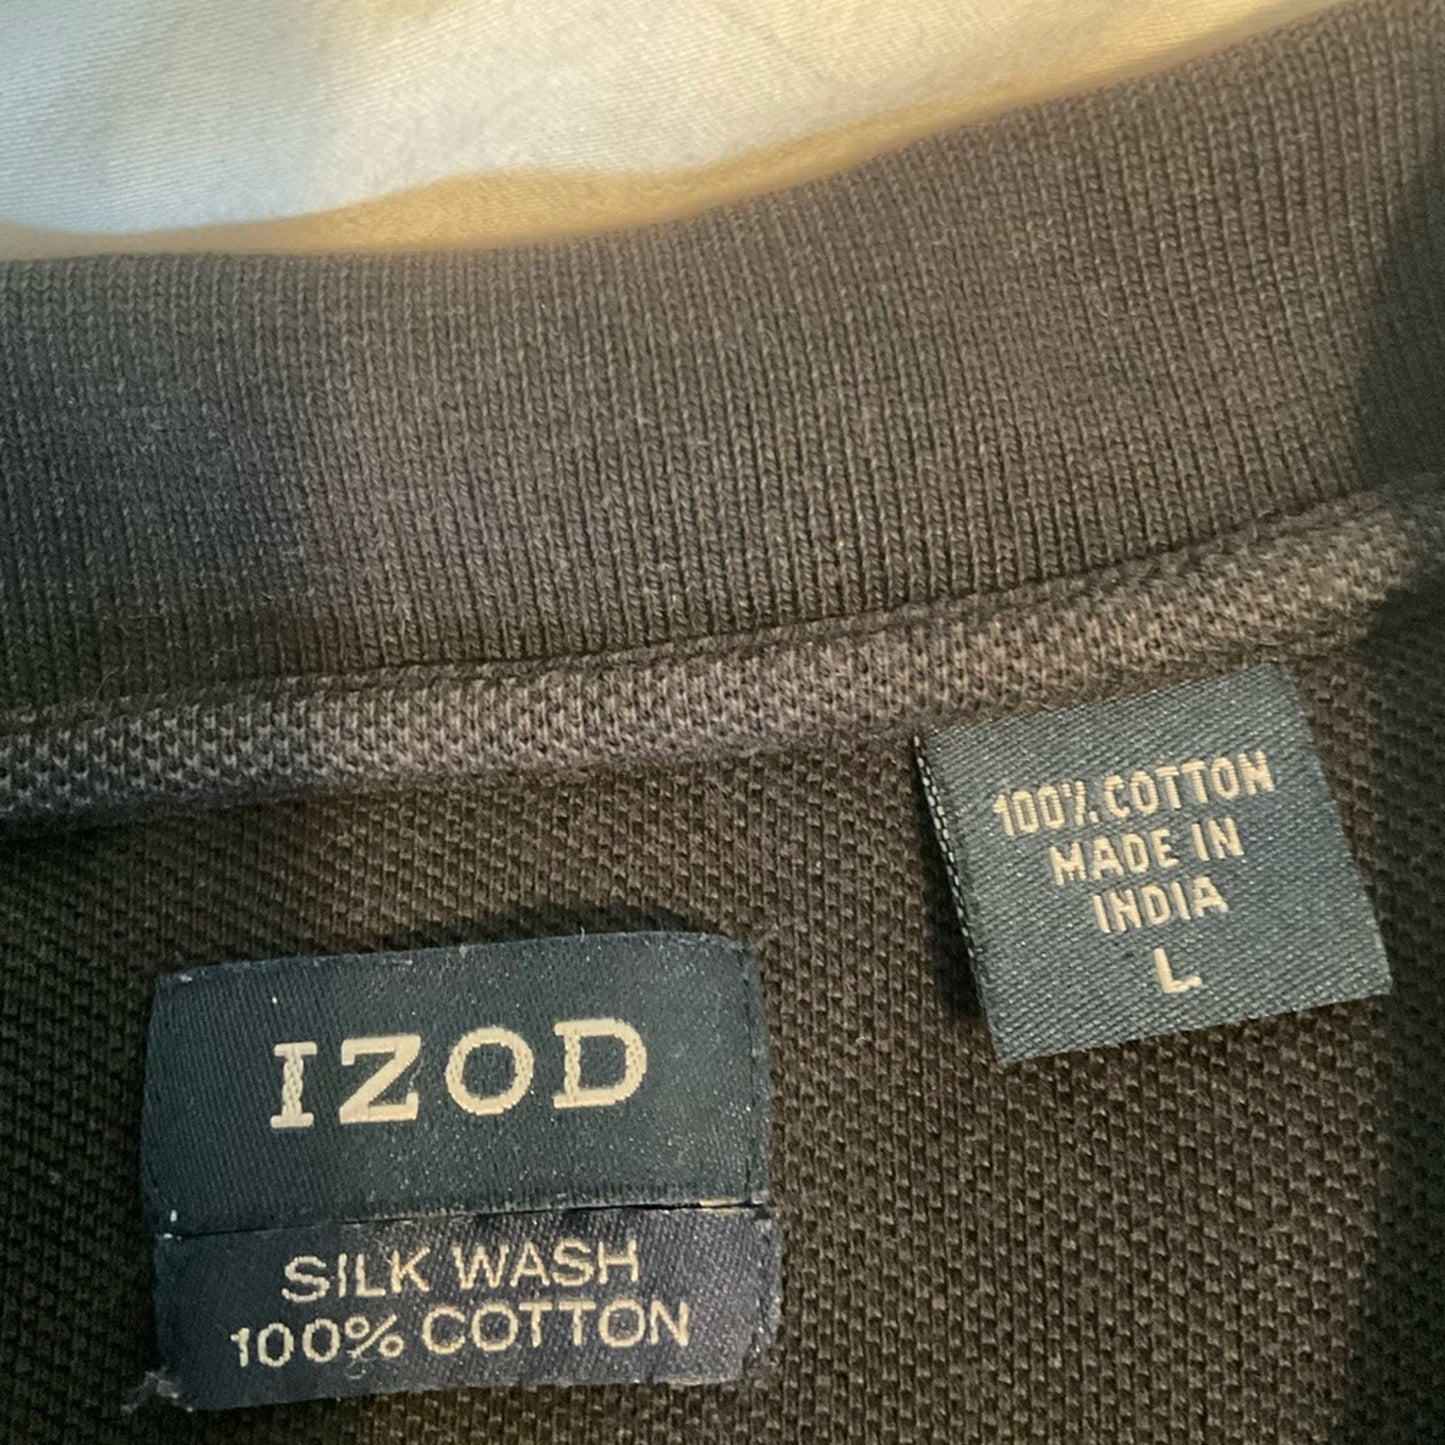 100% COTTON
MADE IN
INDIA
L
IZOD
SILK WASH
100% COTTON